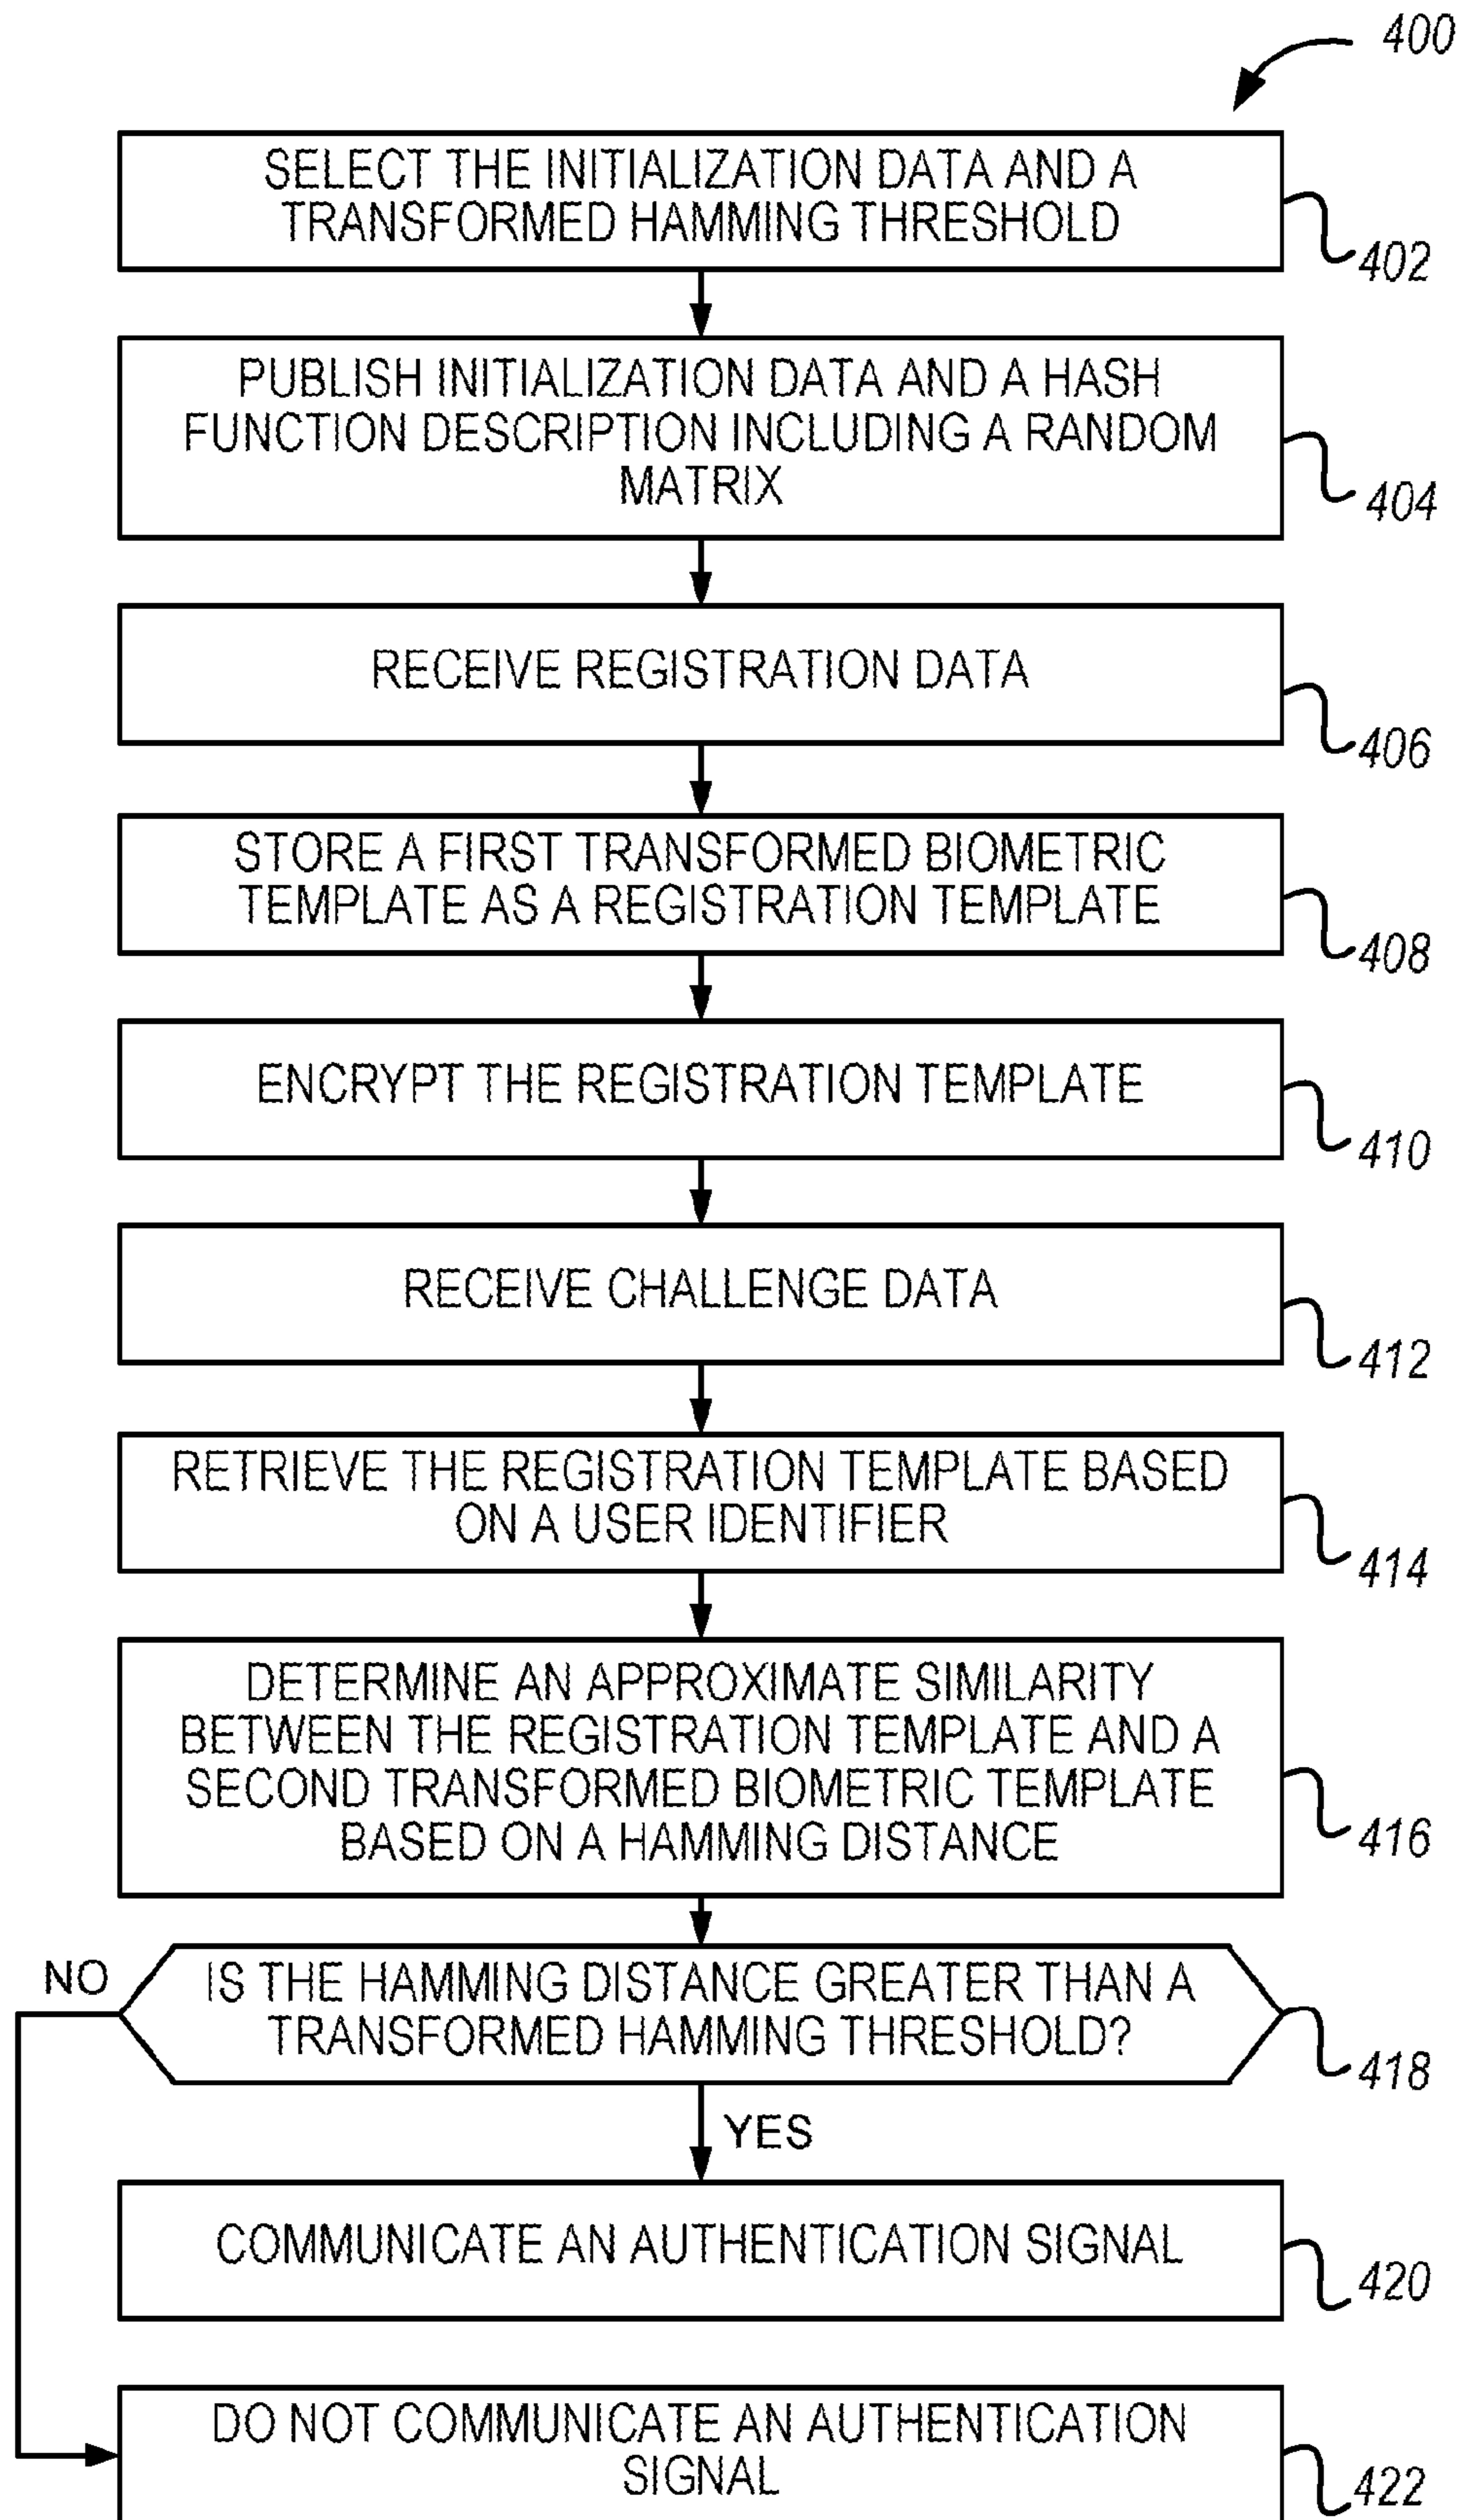 400
SELECT THE INITIALIZATION DATA AND A
TRANSFORMED HAMMING THRESHOLD
402
PUBLISH INITIALIZATION DATA AND A HASH
FUNCTION DESCRIPTION INCLUDING A RANDOM
MATRIX
404
RECEIVE REGISTRATION DATA
406
STORE A FIRST TRANSFORMED BIOMETRIC
TEMPLATE AS A REGISTRATION TEMPLATE
408
ENCRYPT THE REGISTRATION TEMPLATE
410
RECEIVE CHALLENGE DATA
412
RETRIEVE THE REGISTRATION TEMPLATE BASED
ON A USER IDENTIFIER
414
DETERMINE AN APPROXIMATE SIMILARITY
BETWEEN THE REGISTRATION TEMPLATE AND A
SECOND TRANSFORMED BIOMETRIC TEMPLATE
BASED ON A HAMMING DISTANCE
416
NO
IS THE HAMMING DISTANCE GREATER THAN A
TRANSFORMED HAMMING THRESHOLD?
418
YES
COMMUNICATE AN AUTHENTICATION SIGNAL
420
DO NOT COMMUNICATE AN AUTHENTICATION
SIGNAL
422